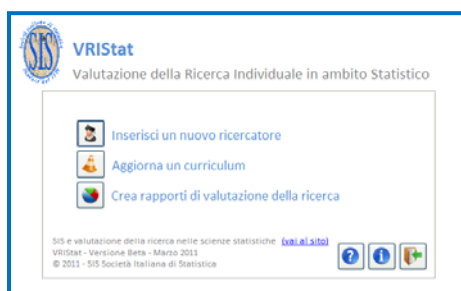 SIS
VRIStat
Valutazione della Ricerca Individuale in ambito Statistico
Inserisci un nuovo ricercatore
Aggiorna un curriculum
Crea rapporti di valutazione della ricerca
SIS e valutazione della ricerca nelle scienze statistiche (vai al sito)
VRIStat - Versione Beta - Marzo 2011
© 2011 - SIS Società Italiana di Statistica